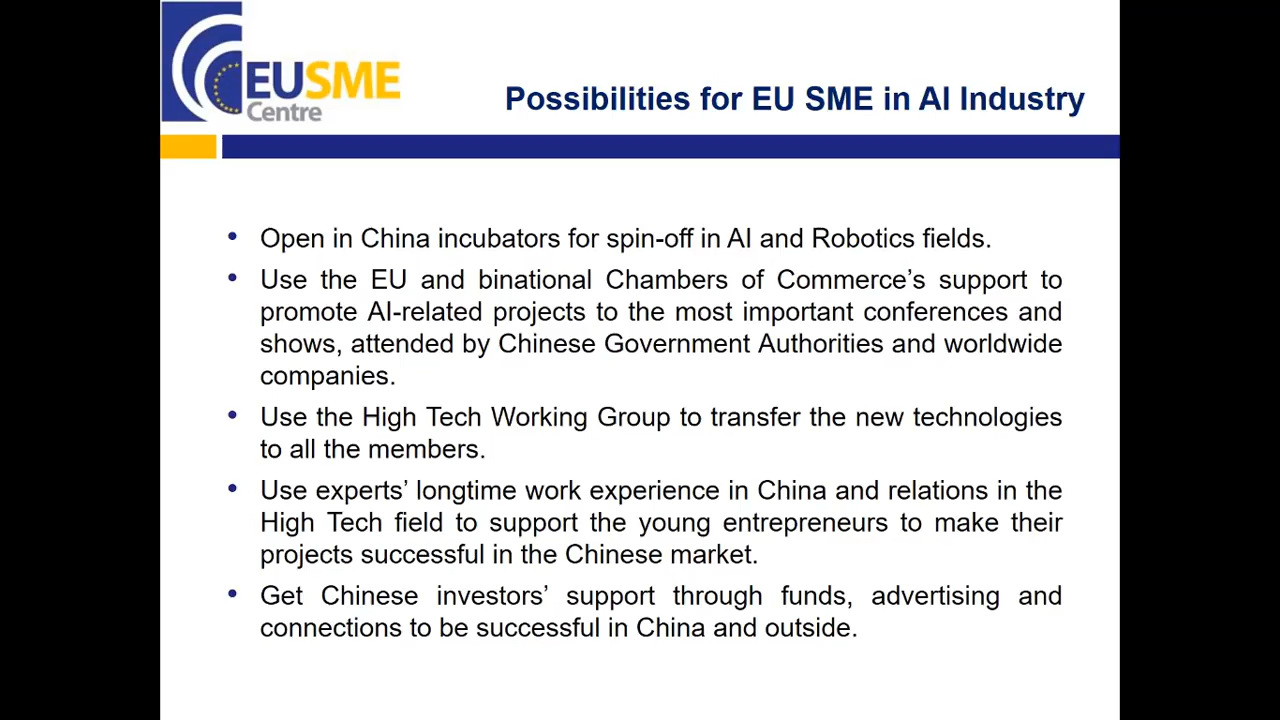 EUSME
Centre
Possibilities for EU SME in AI Industry
• Open in China incubators for spin-off in AI and Robotics fields.
• Use the EU and binational Chambers of Commerce’s support to
promote AI-related projects to the most important conferences and
shows, attended by Chinese Government Authorities and worldwide
companies.
• Use the High Tech Working Group to transfer the new technologies
to all the members.
• Use experts’ longtime work experience in China and relations in the
High Tech field to support the young entrepreneurs to make their
projects successful in the Chinese market.
• Get Chinese investors’ support through funds, advertising and
connections to be successful in China and outside.